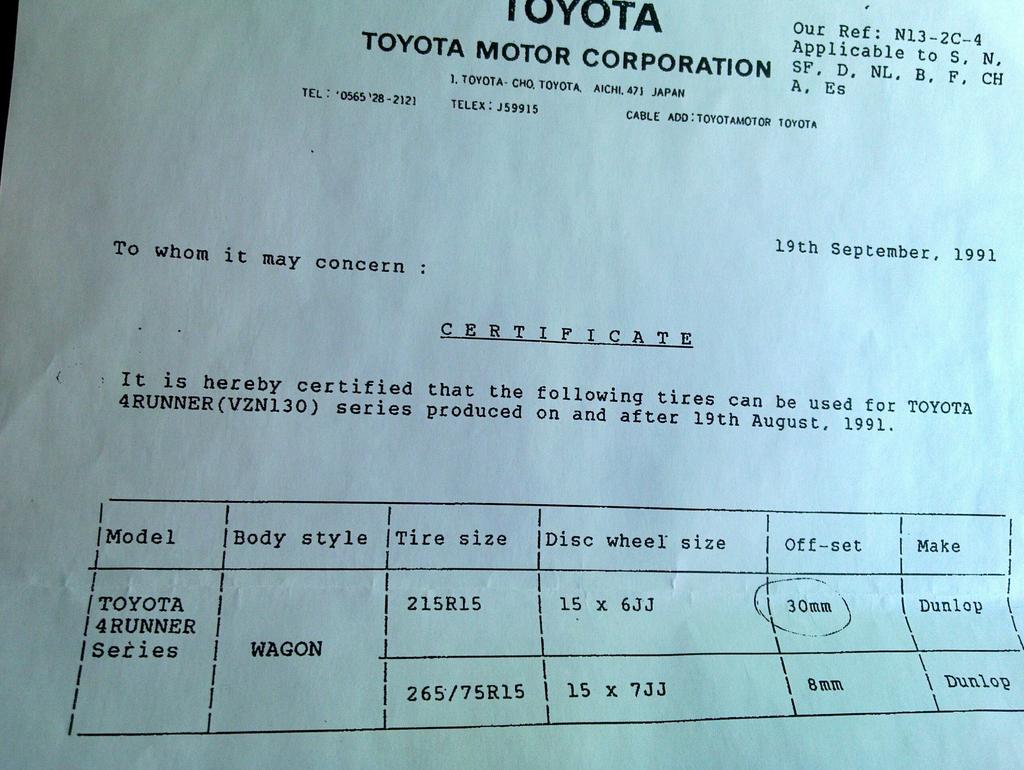 TOYOTA
TOYOTA MOTOR CORPORATION
1, TOYOTA-CHO, TOYOTA, AICHI, 471 JAPAN
TEL: '0565'28-2121 TELEX: J59915 CABLE ADD: TOYOTAMOTOR TOYOTA
Our Ref: N13-2C-4
Applicable to S, N,
SF, D, NL, B, F, CH
A, Es
19th September, 1991
To whom it may concern :
CERTIFICATE
It is hereby certified that the following tires can be used for TOYOTA
4RUNNER(VZN130) series produced on and after 19th August, 1991.
Model Body style Tire size Disc wheel size Off-set Make
TOYOTA 4RUNNER Series WAGON 215R15 15 x 6JJ 30mm Dunlop
265/75R15 15 x 7JJ 8mm Dunlop